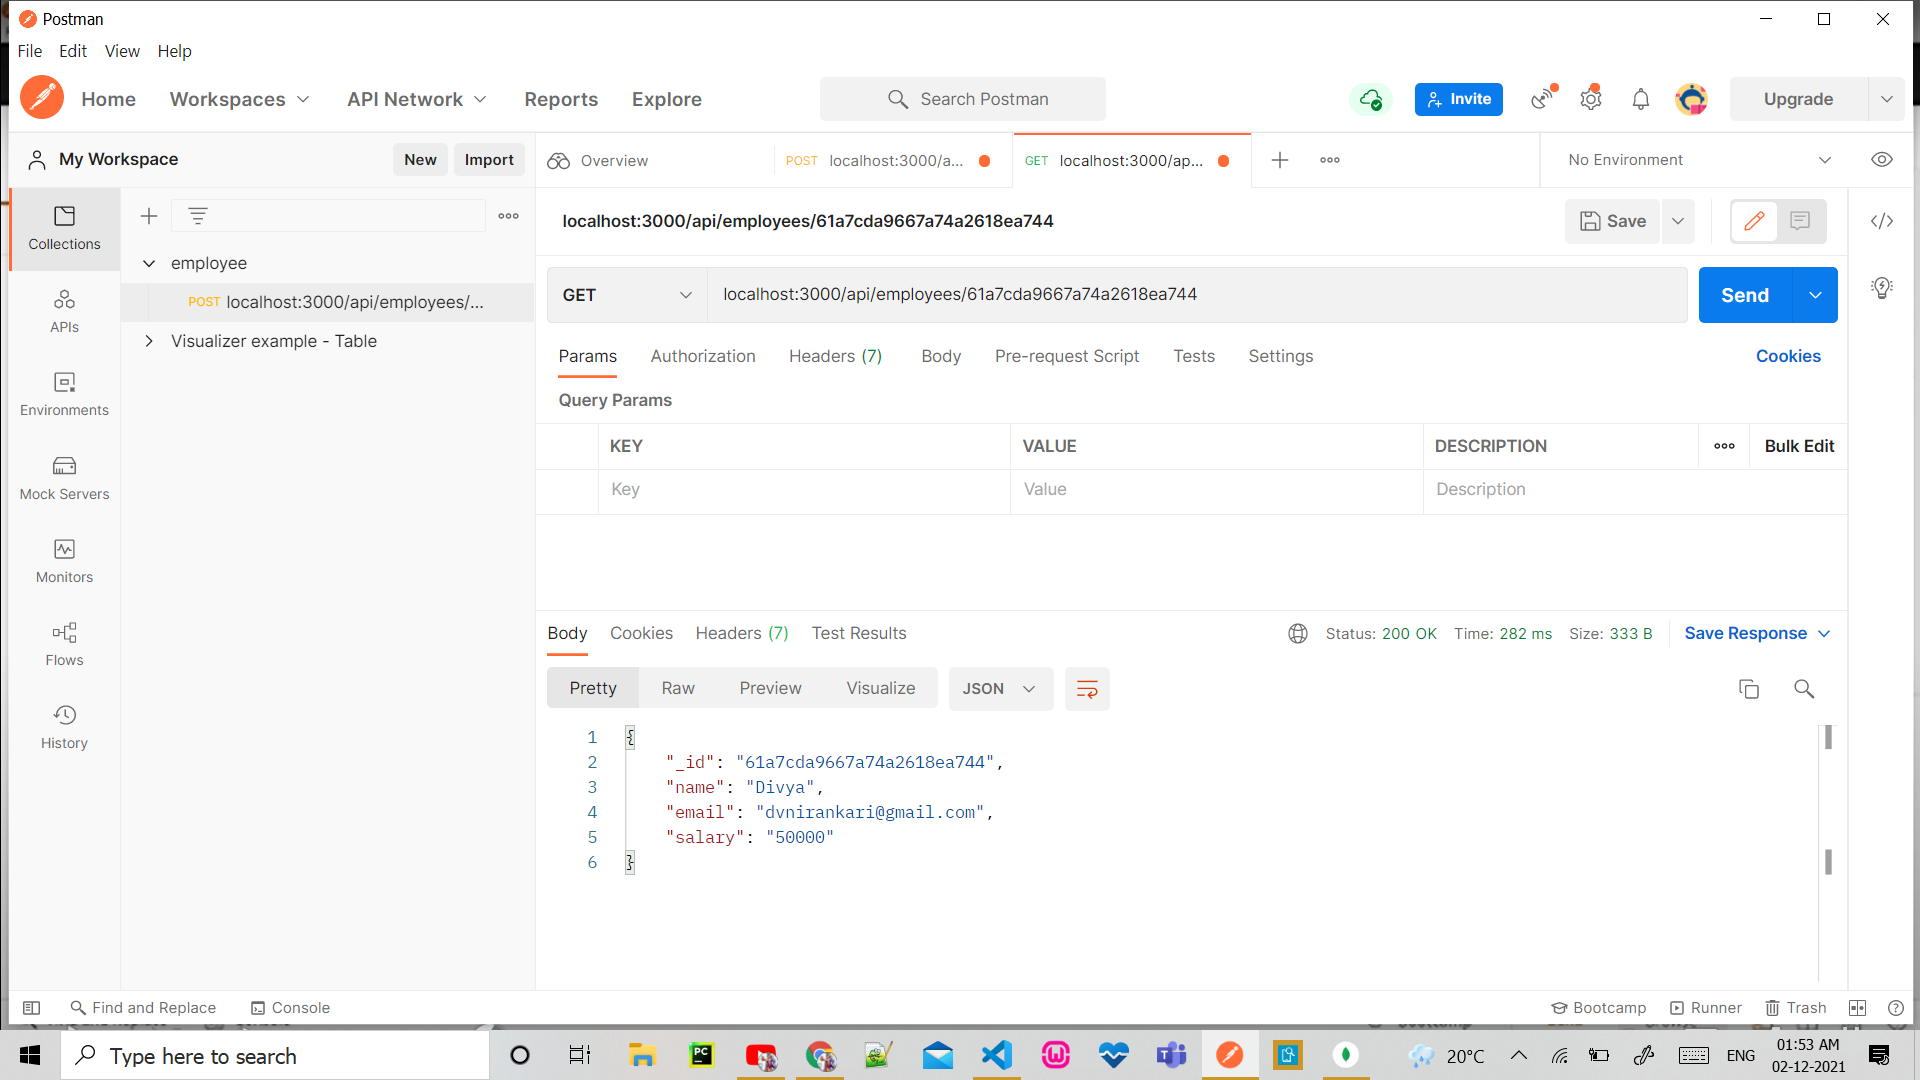 Postman
File Edit View Help
Home Workspaces API Network Reports Explore Search Postman Invite Upgrade
My Workspace New Import Overview POST localhost:3000/a... GET localhost:3000/ap... No Environment
Collections
employee
POST localhost:3000/api/employees/...
Visualizer example - Table
APIs
Environments
Mock Servers
Monitors
Flows
History
localhost:3000/api/employees/61a7cda9667a74a2618ea744 Save
GET localhost:3000/api/employees/61a7cda9667a74a2618ea744 Send
Params Authorization Headers (7) Body Pre-request Script Tests Settings Cookies
Query Params
KEY VALUE DESCRIPTION Bulk Edit
Key Value Description
Body Cookies Headers (7) Test Results Status: 200 OK Time: 282 ms Size: 333 B Save Response
Pretty Raw Preview Visualize JSON
1 {
2 "_id": "61a7cda9667a74a2618ea744",
3 "name": "Divya",
4 "email": "dvnirankari@gmail.com",
5 "salary": "50000"
6 }
Find and Replace Console Bootcamp Runner Trash
Type here to search PC 20°C ENG 01:53 AM
02-12-2021